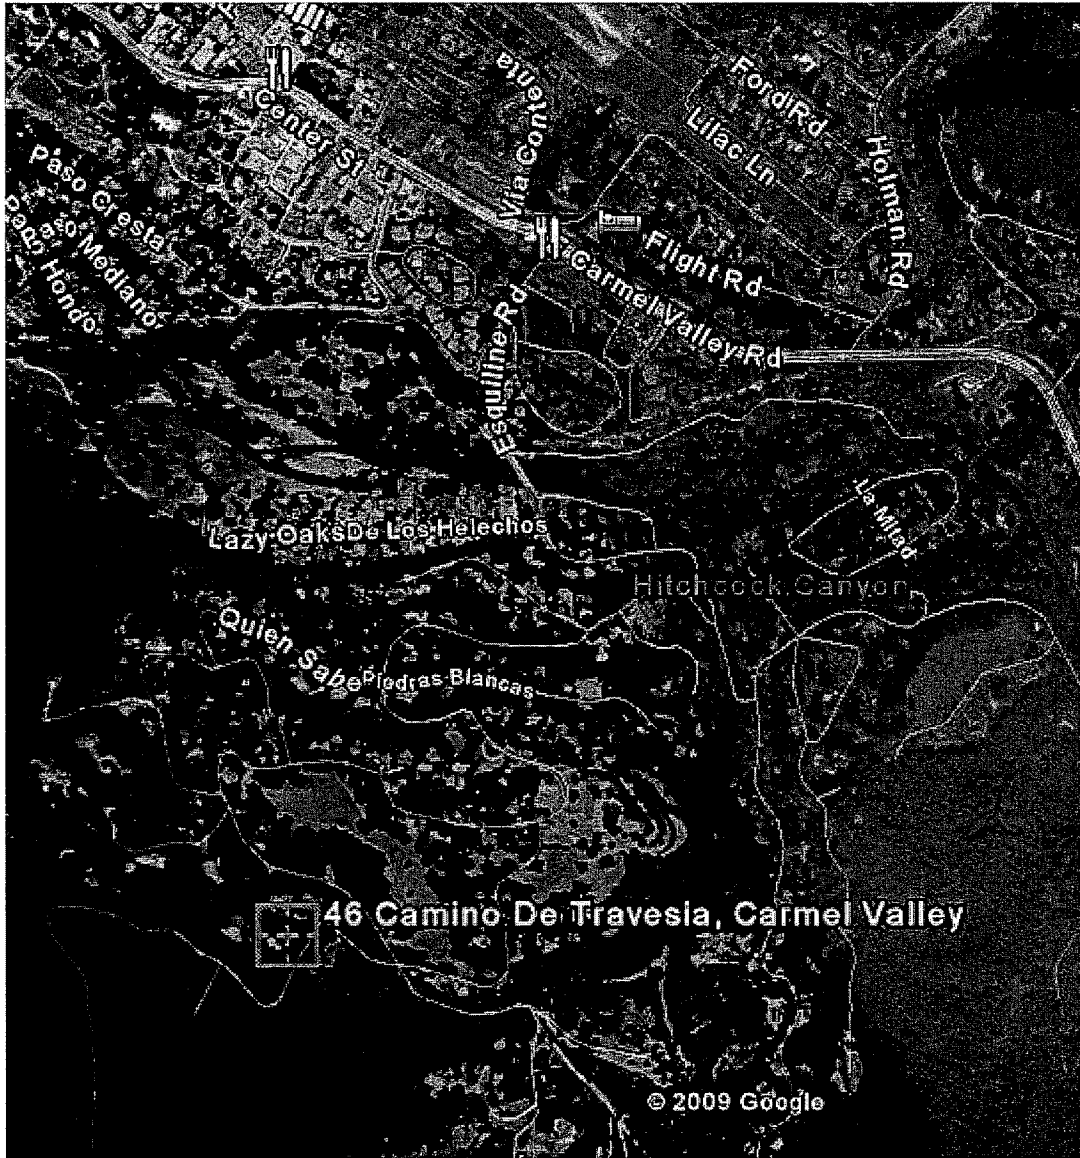 Center St
Via Contenta
Ford Rd
Lilac Ln
Holman Rd
Paso Cresta
Paso Mediano
Paso Hondo
Flight Rd
Carmel Valley Rd
Esquiline Rd
La Mitad
Lazy Oaks
De Los Helechos
Hitchcock Canyon
Quien Sabe
Piedras Blancas
46 Camino De Travesia, Carmel Valley
© 2009 Google